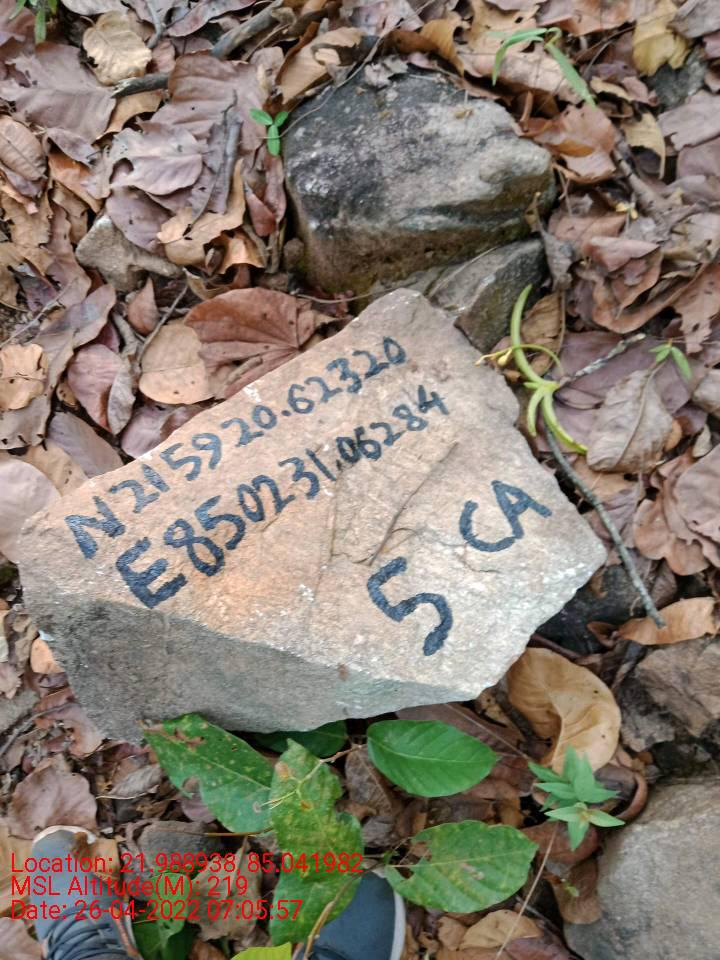 N215920.62320
E850231.06284
5 CA
Location: 21,988938, 85.041982
MSL Altitude(M): 219
Date: 26-04-2022 07:05:57